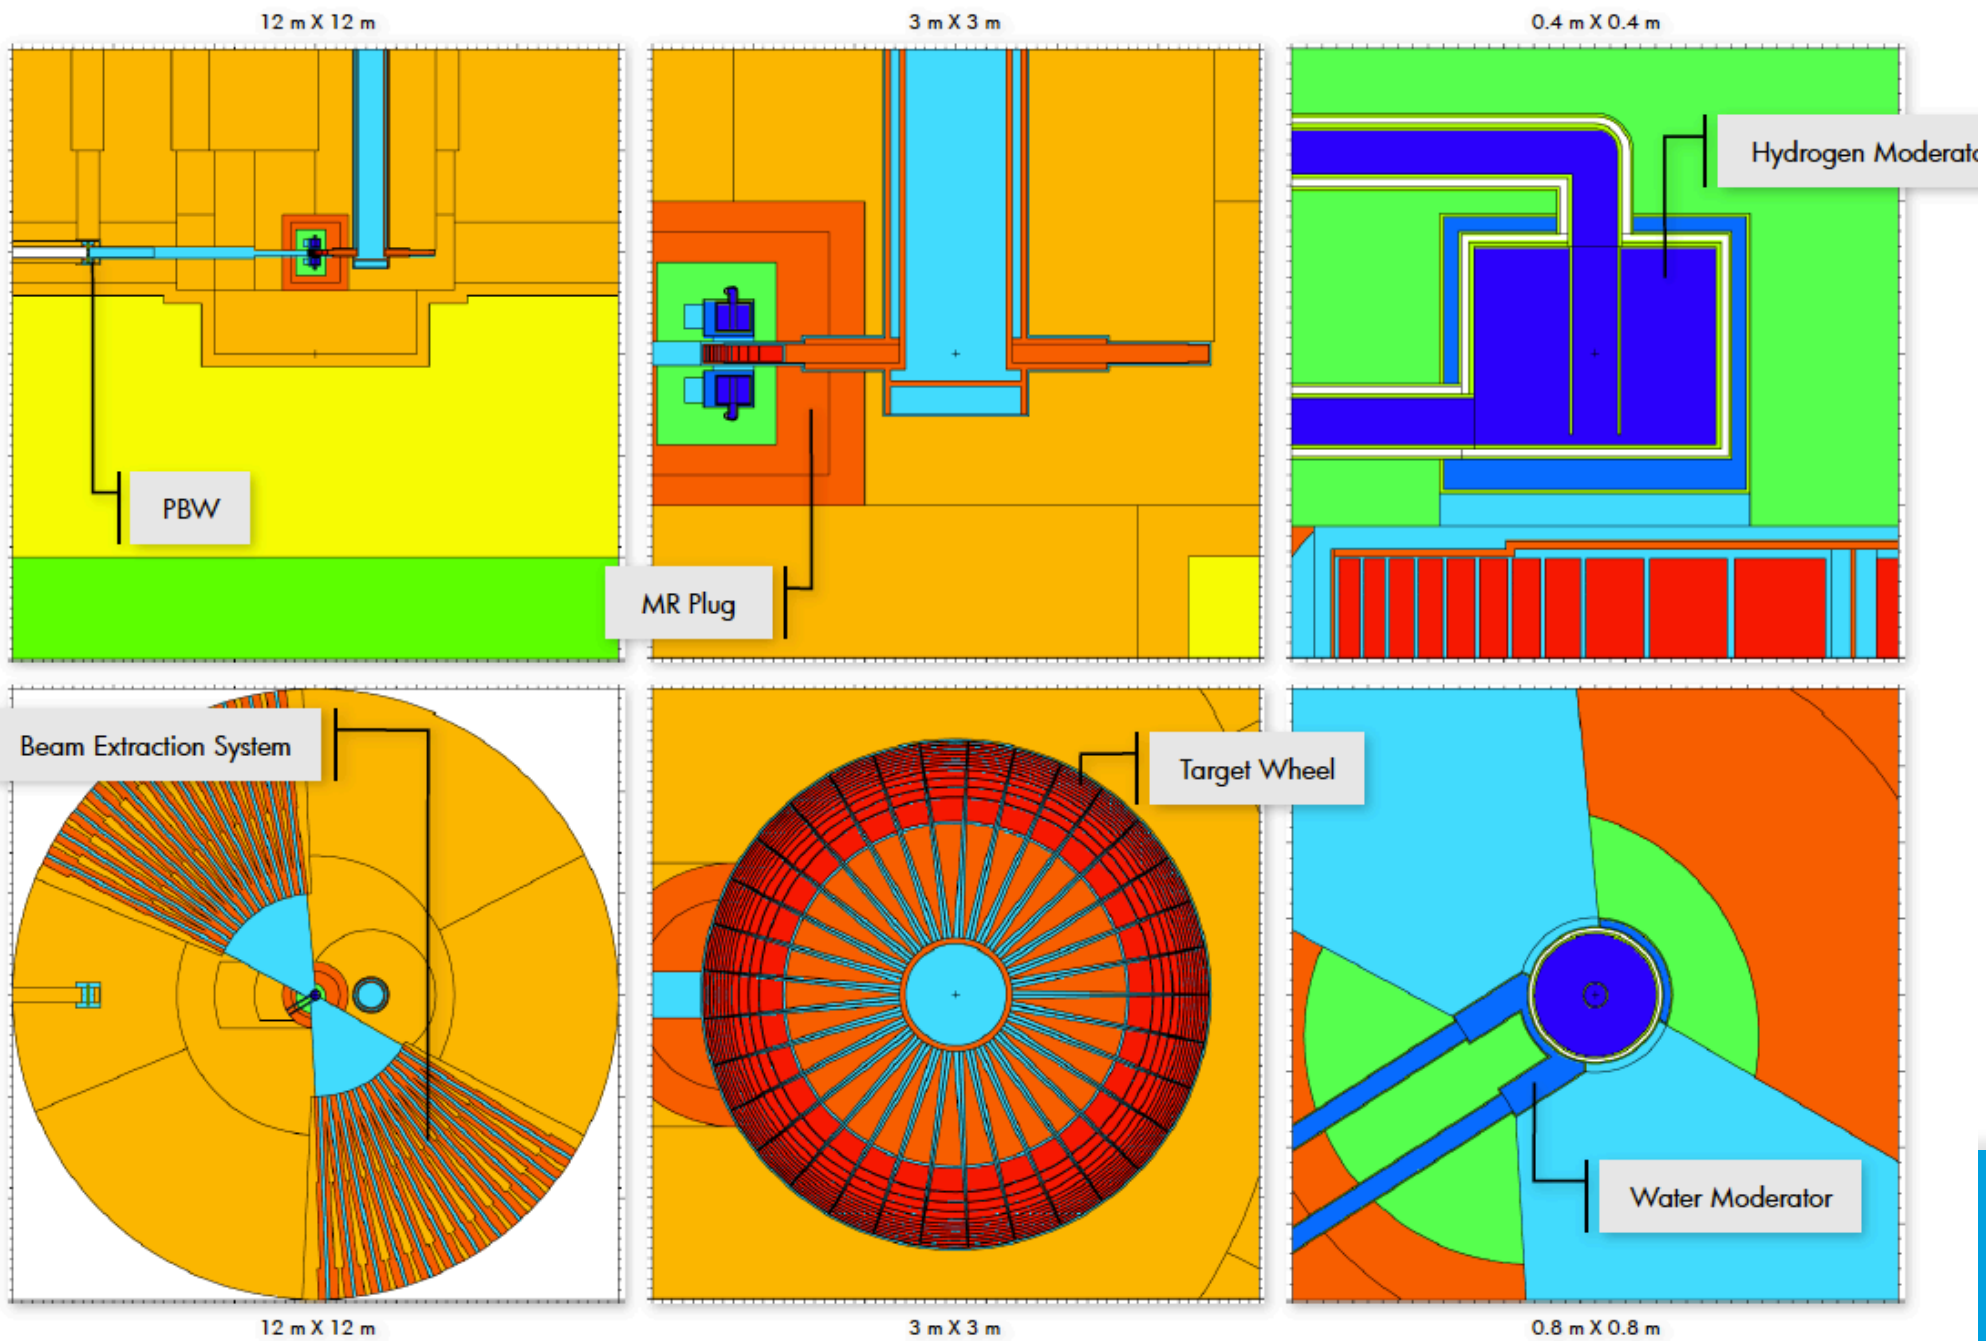 12 m X 12 m
3 m X 3 m
0.4 m X 0.4 m
Hydrogen Moderato
PBW
MR Plug
Beam Extraction System
Target Wheel
Water Moderator
12 m X 12 m
3 m X 3 m
0.8 m X 0.8 m